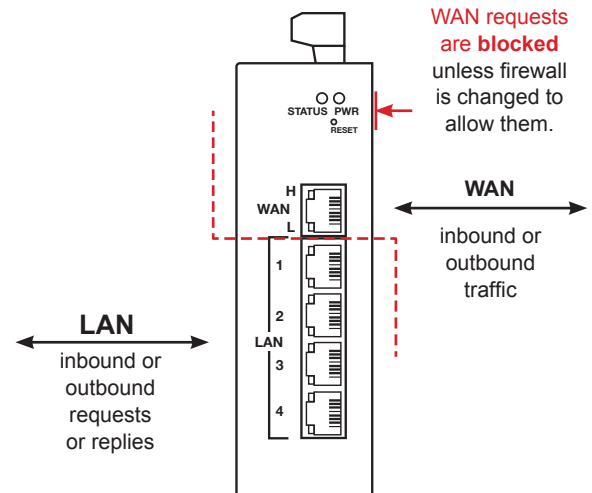 WAN requests
are blocked
unless firewall
is changed to
allow them.
STATUS PWR
RESET
H
WAN
L
WAN
inbound or
outbound
traffic
1
2
LAN
3
4
LAN
inbound or
outbound
requests
or replies